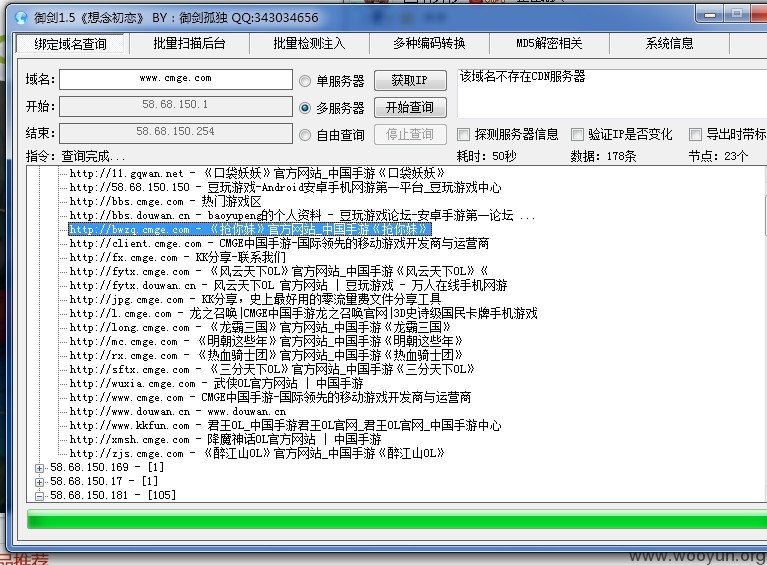 御剑1.5《想念初恋》 BY：御剑孤独 QQ:343034656
绑定域名查询 批量扫描后台 批量检测注入 多种编码转换 MD5解密相关 系统信息
域名: www.cmge.com 单服务器 获取IP 该域名不存在CDN服务器
开始: 58.68.150.1 多服务器 开始查询
结束: 58.68.150.254 自由查询 停止查询 探测服务器信息 验证IP是否变化 导出时带标
指令: 查询完成... 耗时: 50秒 数据: 178条 节点: 23个
http://11.gqwan.net - 《口袋妖妖》官方网站_中国手游《口袋妖妖》
http://58.68.150.150 - 豆玩游戏-Android安卓手机网游第一平台_豆玩游戏中心
http://bbs.cmge.com - 热门游戏区
http://bbs.douwan.cn - baoyupeng的个人资料 - 豆玩游戏论坛-安卓手游第一论坛 ...
http://bwzq.cmge.com - 《抢你妹》官方网站_中国手游《抢你妹》
http://client.cmge.com - CMGE中国手游-国际领先的移动游戏开发商与运营商
http://fx.cmge.com - KK分享-联系我们
http://fytx.cmge.com - 《风云天下OL》官方网站_中国手游《风云天下OL》《
http://fytx.douwan.cn - 风云天下OL官方网站 | 豆玩游戏 - 万人在线手机网游
http://jpg.cmge.com - KK分享，史上最好用的零流量费文件分享工具
http://l.cmge.com - 龙之召唤|CMGE中国手游龙之召唤官网|3D史诗级国民卡牌手机游戏
http://long.cmge.com - 《龙霸三国》官方网站_中国手游《龙霸三国》
http://mc.cmge.com - 《明朝这些年》官方网站_中国手游《明朝这些年》
http://rx.cmge.com - 《热血骑士团》官方网站_中国手游《热血骑士团》
http://sftx.cmge.com - 《三分天下OL》官方网站_中国手游《三分天下OL》
http://wuxia.cmge.com - 武侠OL官方网站 | 中国手游
http://www.cmge.com - CMGE中国手游-国际领先的移动游戏开发商与运营商
http://www.douwan.cn - www.douwan.cn
http://www.kkfun.com - 君王OL_中国手游君王OL官网_君王OL官网_中国手游中心
http://xmsh.cmge.com - 降魔神话OL官方网站 | 中国手游
http://zjs.cmge.com - 《醉江山OL》官方网站_中国手游《醉江山OL》
58.68.150.169 - [1]
58.68.150.17 - [1]
58.68.150.181 - [105]
品推荐
www.wooyun.org